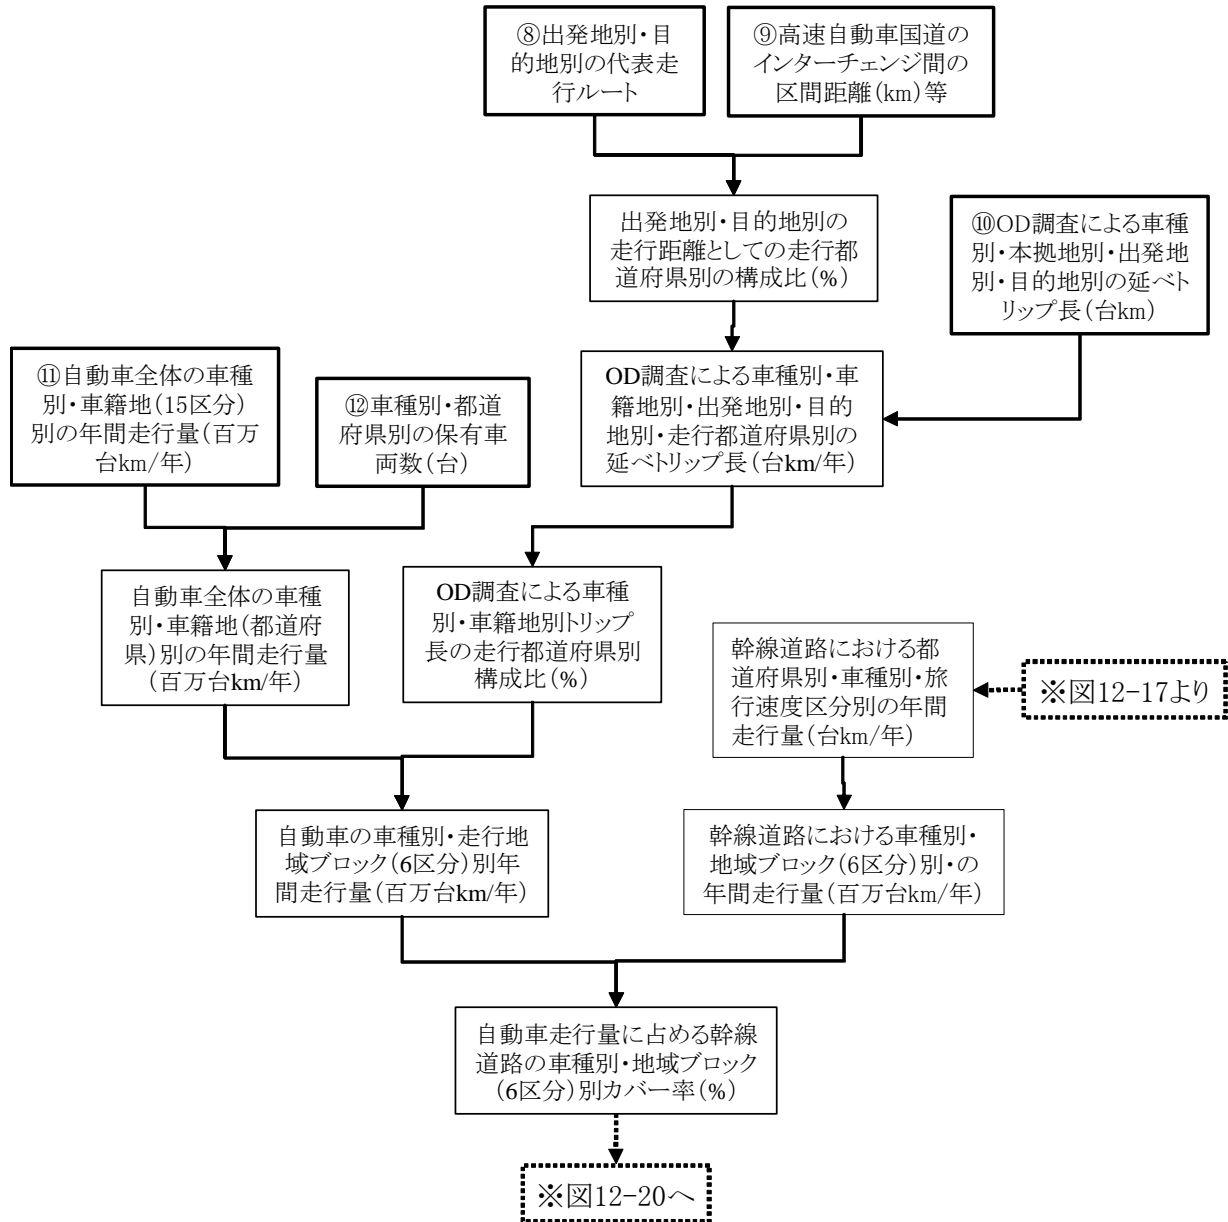 ⑧出発地別・目
的地別の代表走
行ルート
⑨高速自動車国道の
インターチェンジ間の
区間距離(km)等
出発地別・目的地別の
走行距離としての走行都
道府県別の構成比(%)
⑩OD調査による車種
別・本拠地別・出発地
別・目的地別の延べト
リップ長(台km)
⑪自動車全体の車種
別・車籍地(15区分)
別の年間走行量(百万
台km/年)
⑫車種別・都道
府県別の保有車
両数(台)
OD調査による車種別・車
籍地別・出発地別・目的
地別・走行都道府県別の
延べトリップ長(台km/年)
自動車全体の車種
別・車籍地(都道府
県)別の年間走行量
(百万台km/年)
OD調査による車種
別・車籍地別トリップ
長の走行都道府県別
構成比(%)
幹線道路における都
道府県別・車種別・旅
行速度区分別の年間
走行量(台km/年)
※図12-17より
自動車の車種別・走行地
域ブロック(6区分)別年
間走行量(百万台km/年)
幹線道路における車種別・
地域ブロック(6区分)別・の
年間走行量(百万台km/年)
自動車走行量に占める幹線
道路の車種別・地域ブロック
(6区分)別カバー率(%)
※図12-20へ